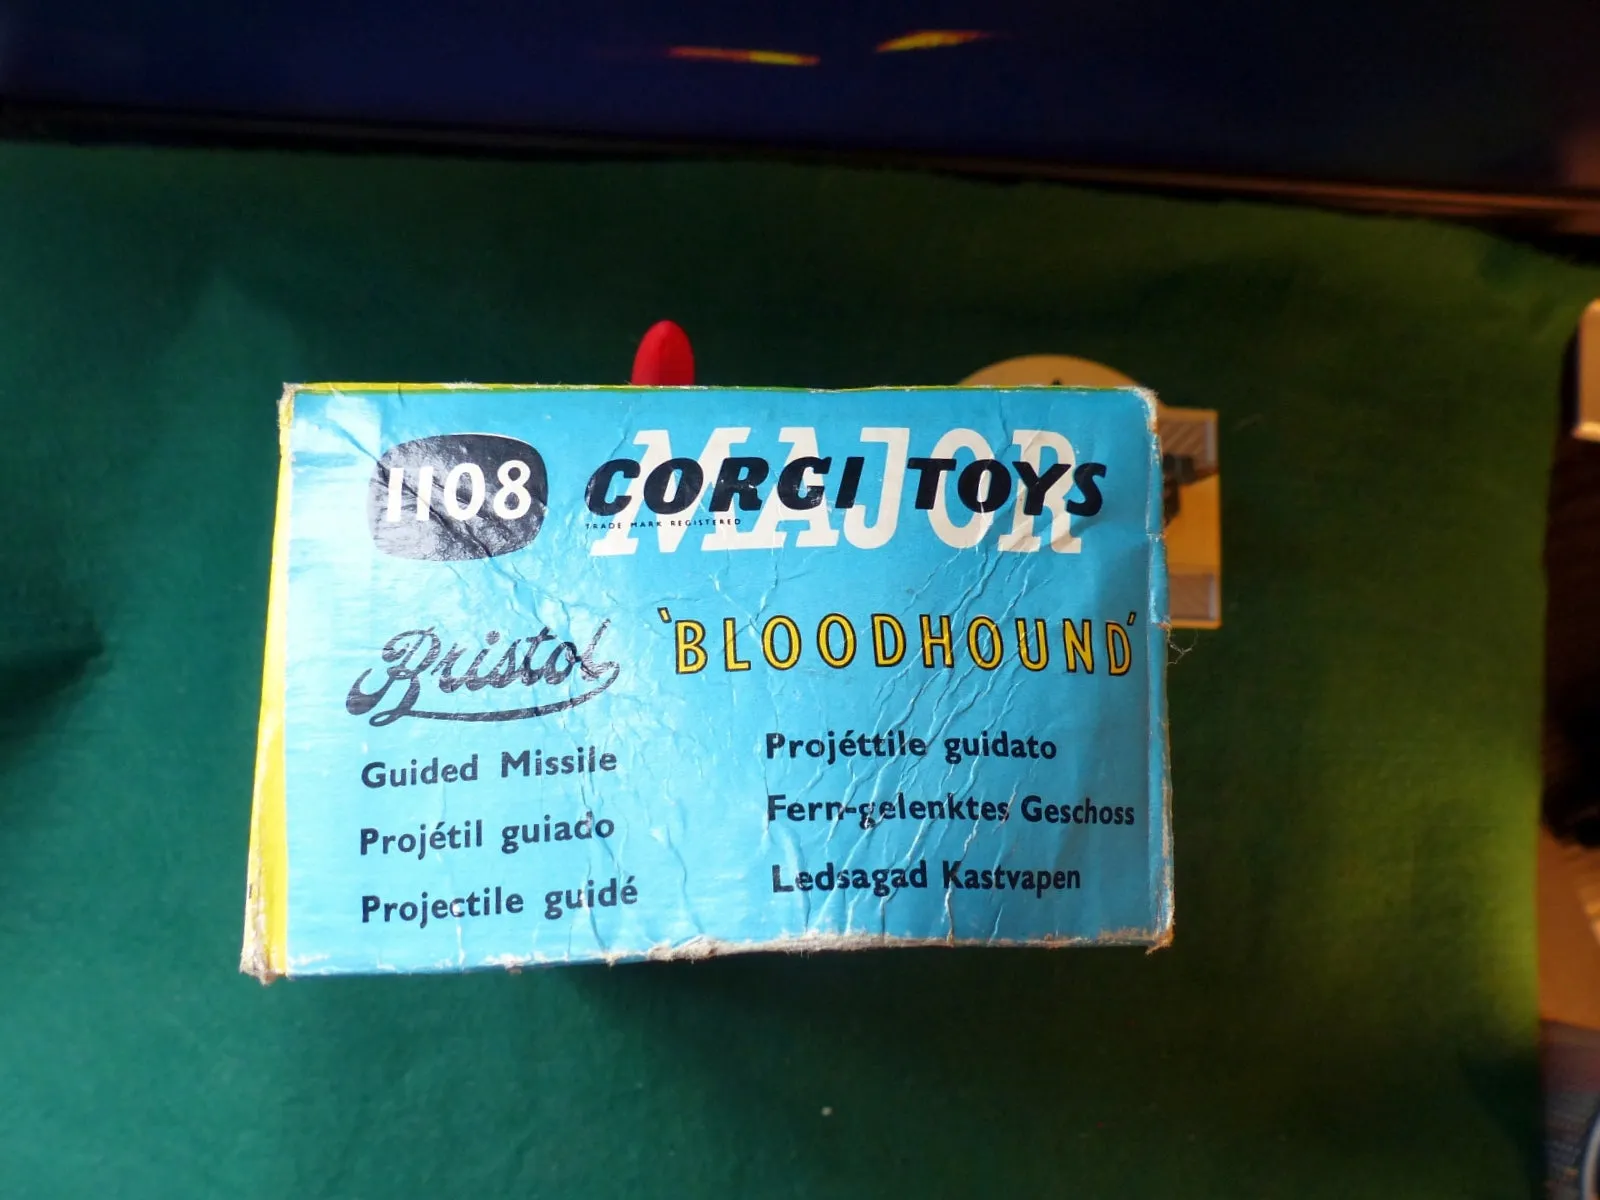 1108 CORGI TOYS
MAJOR
TRADE MARK REGISTERED
Bristol 'BLOODHOUND'
Guided Missile
Projétil guiado
Projectile guidé
Projéttile guidato
Fern-gelenktes Geschoss
Ledsagad Kastvapen